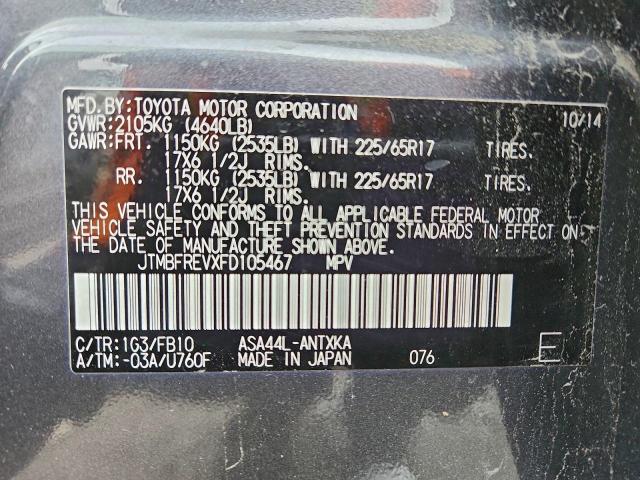 MFD.BY:TOYOTA MOTOR CORPORATION 10/14
GVWR:2105KG (4640LB)
GAWR:FRT. 1150KG (2535LB) WITH 225/65R17 TIRES.
17X6 1/2J RIMS.
RR. 1150KG (2535LB) WITH 225/65R17 TIRES.
17X6 1/2J RIMS.
THIS VEHICLE CONFORMS TO ALL APPLICABLE FEDERAL MOTOR
VEHICLE SAFETY AND THEFT PREVENTION STANDARDS IN EFFECT ON
THE DATE OF MANUFACTURE SHOWN ABOVE.
JTMBFREVXFD105467 MPV
C/TR:1G3/FB10 ASA44L-ANTXKA
A/TM:-03A/U760F MADE IN JAPAN 076 E